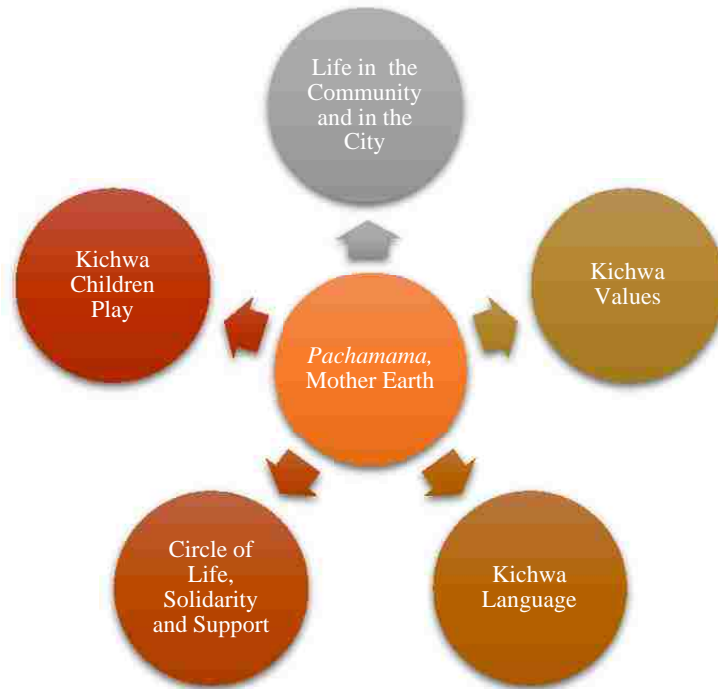 Life in the
Community
and in the
City
Kichwa
Children
Play
Kichwa
Values
Pachamama,
Mother Earth
Circle of
Life,
Solidarity
and Support
Kichwa
Language